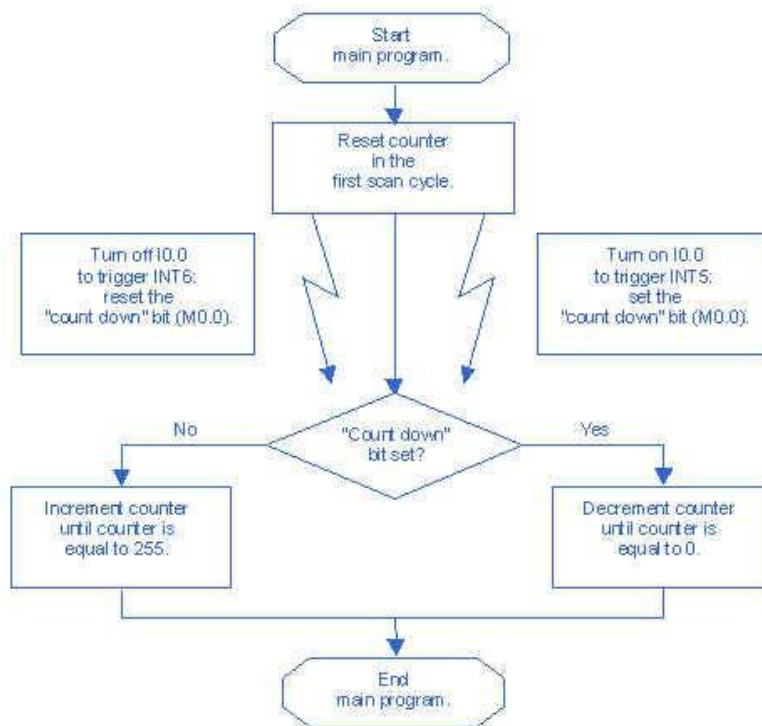 Start
main program.
Reset counter
in the
first scan cycle.
Turn off I0.0
to trigger INT6:
reset the
"count down" bit (M0.0).
Turn on I0.0
to trigger INT5:
set the
"count down" bit (M0.0).
No
"Count down"
bit set?
Yes
Increment counter
until counter is
equal to 255.
Decrement counter
until counter is
equal to 0.
End
main program.